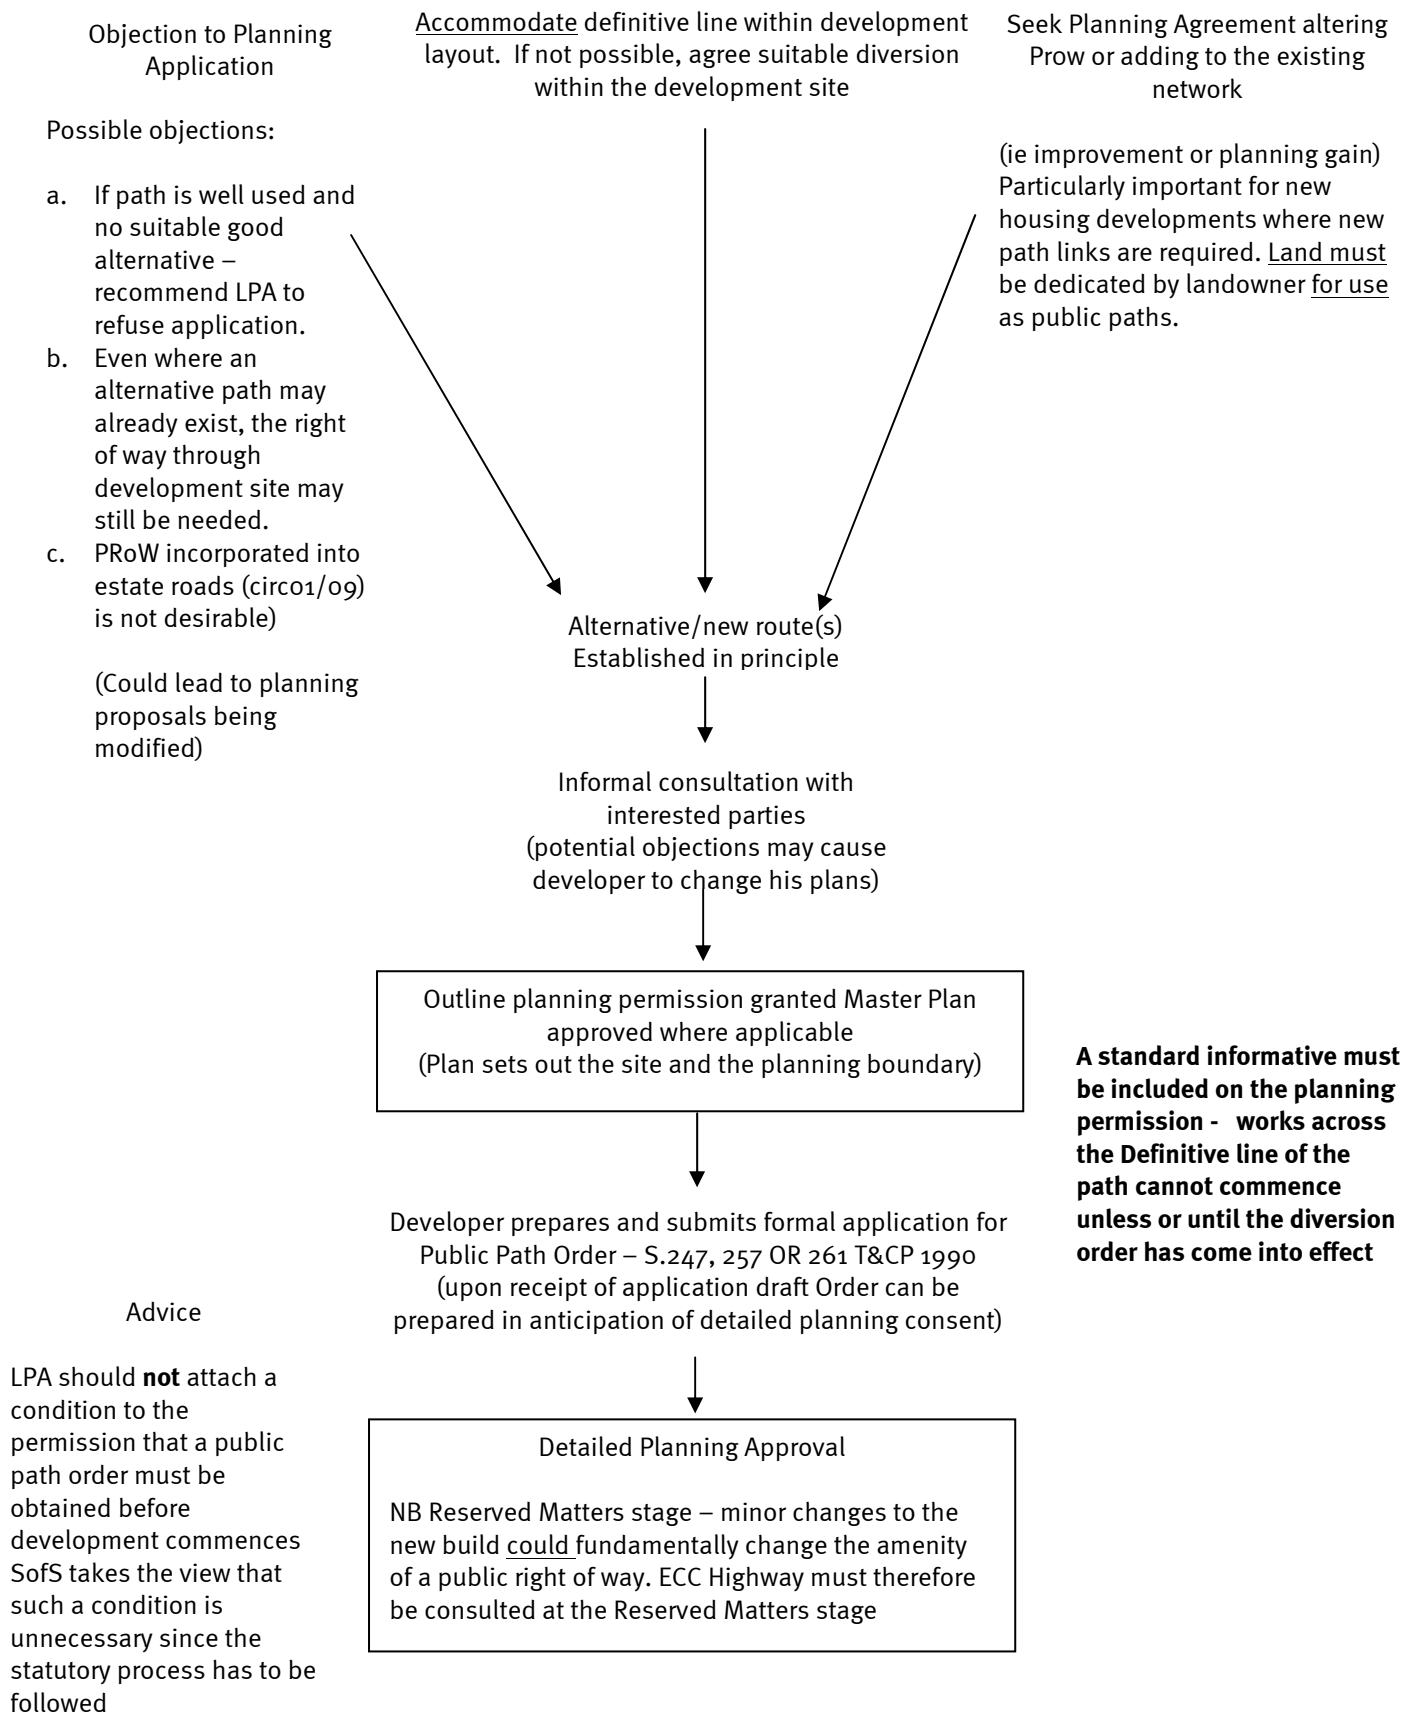 Objection to Planning
Application
Possible objections:
a. If path is well used and
no suitable good
alternative –
recommend LPA to
refuse application.
b. Even where an
alternative path may
already exist, the right
of way through
development site may
still be needed.
c. PRoW incorporated into
estate roads (circ01/09)
is not desirable)
(Could lead to planning
proposals being
modified)
Accommodate definitive line within development
layout. If not possible, agree suitable diversion
within the development site
Seek Planning Agreement altering
Prow or adding to the existing
network
(ie improvement or planning gain)
Particularly important for new
housing developments where new
path links are required. Land must
be dedicated by landowner for use
as public paths.
Alternative/new route(s)
Established in principle
Informal consultation with
interested parties
(potential objections may cause
developer to change his plans)
Outline planning permission granted Master Plan
approved where applicable
(Plan sets out the site and the planning boundary)
A standard informative must
be included on the planning
permission - works across
the Definitive line of the
path cannot commence
unless or until the diversion
order has come into effect
Developer prepares and submits formal application for
Public Path Order – S.247, 257 OR 261 T&CP 1990
(upon receipt of application draft Order can be
prepared in anticipation of detailed planning consent)
Advice
LPA should not attach a
condition to the
permission that a public
path order must be
obtained before
development commences
SofS takes the view that
such a condition is
unnecessary since the
statutory process has to be
followed
Detailed Planning Approval
NB Reserved Matters stage – minor changes to the
new build could fundamentally change the amenity
of a public right of way. ECC Highway must therefore
be consulted at the Reserved Matters stage